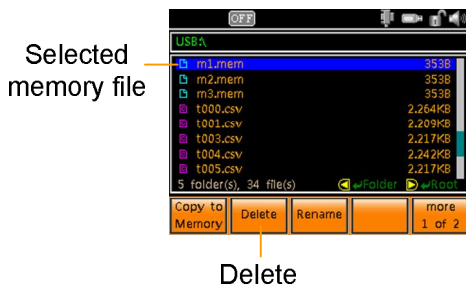 OFF
USB:\
Selected
memory file
m1.mem 353B
m2.mem 353B
m3.mem 353B
t000.csv 2.264KB
t001.csv 2.209KB
t003.csv 2.217KB
t004.csv 2.242KB
t005.csv 2.217KB
5 folder(s), 34 file(s) Folder Root
Copy to
Memory
Delete
Rename
more
1 of 2
Delete